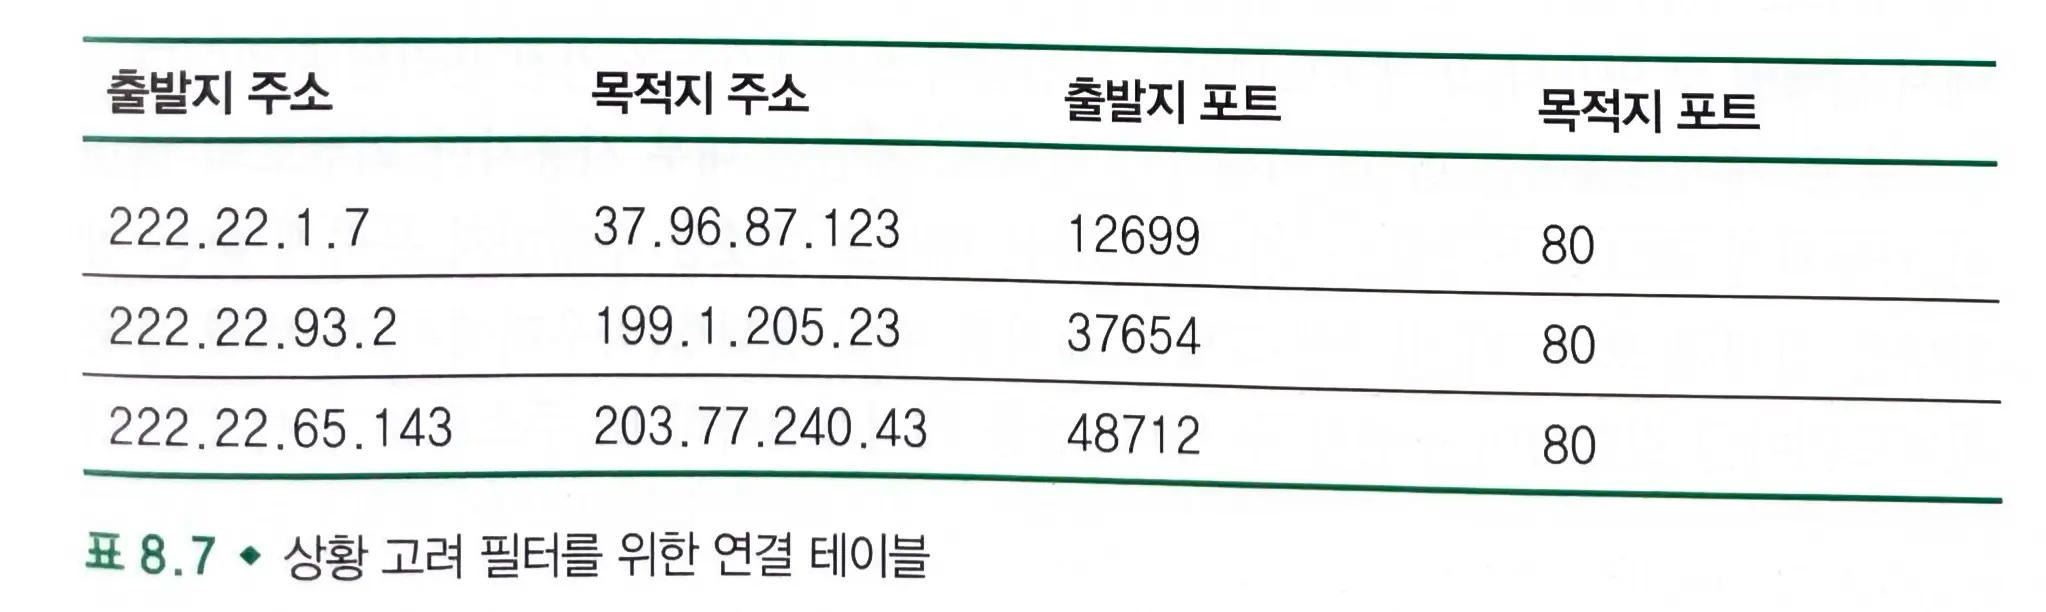 출발지 주소 목적지 주소 출발지 포트 목적지 포트
222.22.1.7 37.96.87.123 12699 80
222.22.93.2 199.1.205.23 37654 80
222.22.65.143 203.77.240.43 48712 80
표 8.7 ◆ 상황 고려 필터를 위한 연결 테이블